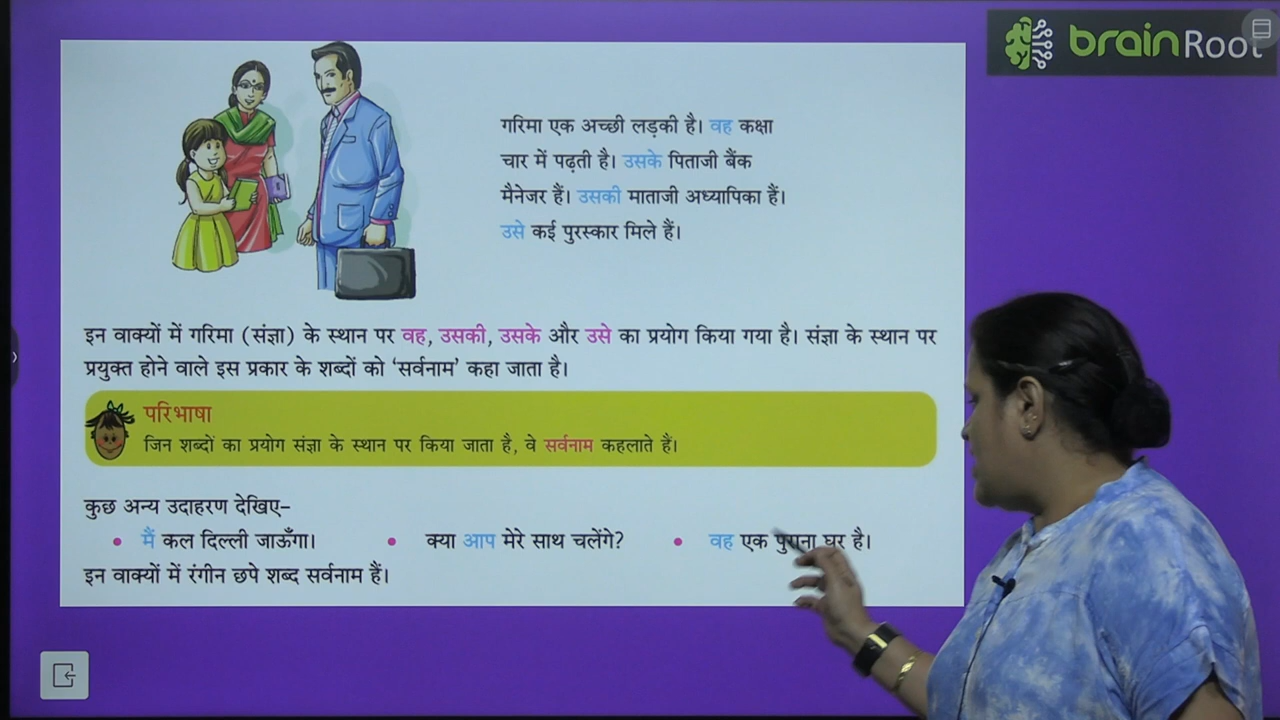 brainRoot
गरिमा एक अच्छी लड़की है। वह कक्षा
चार में पढ़ती है। उसके पिताजी बैंक
मैनेजर हैं। उसकी माताजी अध्यापिका हैं।
उसे कई पुरस्कार मिले हैं।
इन वाक्यों में गरिमा (संज्ञा) के स्थान पर वह, उसकी, उसके और उसे का प्रयोग किया गया है। संज्ञा के स्थान पर
प्रयुक्त होने वाले इस प्रकार के शब्दों को ‘सर्वनाम’ कहा जाता है।
परिभाषा
जिन शब्दों का प्रयोग संज्ञा के स्थान पर किया जाता है, वे सर्वनाम कहलाते हैं।
कुछ अन्य उदाहरण देखिए–
• मैं कल दिल्ली जाऊँगा। • क्या आप मेरे साथ चलेंगे? • वह एक पुराना घर है।
इन वाक्यों में रंगीन छपे शब्द सर्वनाम हैं।